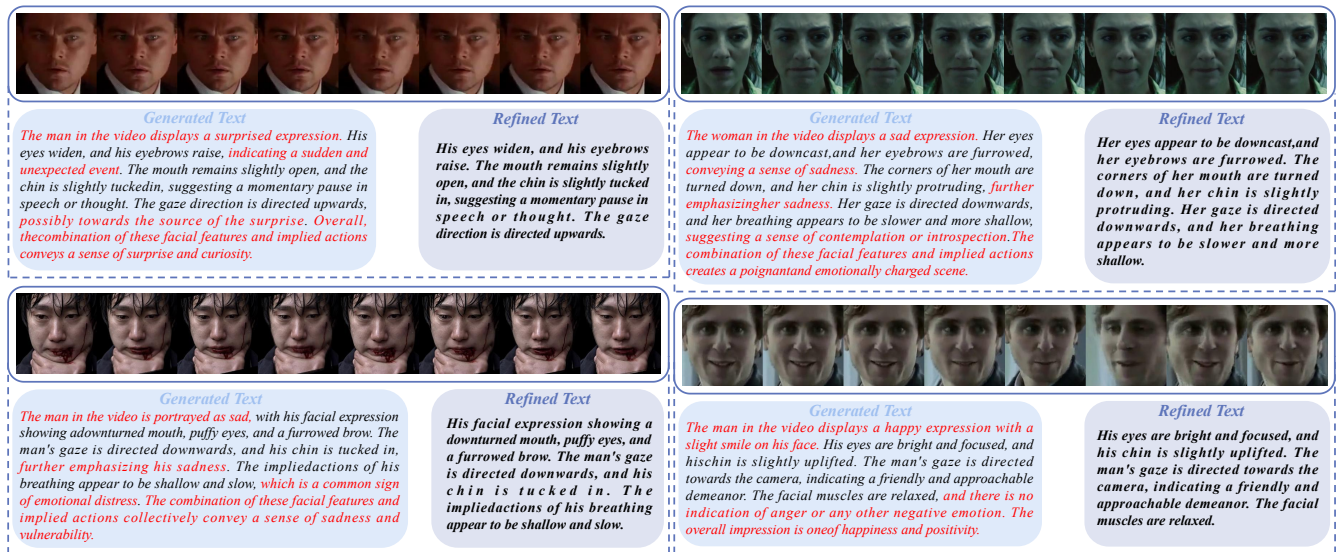 Generated Text
The man in the video displays a surprised expression. His
eyes widen, and his eyebrows raise, indicating a sudden and
unexpected event. The mouth remains slightly open, and the
chin is slightly tuckedin, suggesting a momentary pause in
speech or thought. The gaze direction is directed upwards,
possibly towards the source of the surprise. Overall,
thecombination of these facial features and implied actions
conveys a sense of surprise and curiosity.
Refined Text
His eyes widen, and his eyebrows
raise. The mouth remains slightly
open, and the chin is slightly tucked
in, suggesting a momentary pause in
speech or thought. The gaze
direction is directed upwards.
Generated Text
The woman in the video displays a sad expression. Her eyes
appear to be downcast,and her eyebrows are furrowed,
conveying a sense of sadness. The corners of her mouth are
turned down, and her chin is slightly protruding, further
emphasizingher sadness. Her gaze is directed downwards,
and her breathing appears to be slower and more shallow,
suggesting a sense of contemplation or introspection.The
combination of these facial features and implied actions
creates a poignantand emotionally charged scene.
Refined Text
Her eyes appear to be downcast,and
her eyebrows are furrowed. The
corners of her mouth are turned
down, and her chin is slightly
protruding. Her gaze is directed
downwards, and her breathing
appears to be slower and more
shallow.
Generated Text
The man in the video is portrayed as sad, with his facial expression
showing adownturned mouth, puffy eyes, and a furrowed brow. The
man's gaze is directed downwards, and his chin is tucked in,
further emphasizing his sadness. The impliedactions of his
breathing appear to be shallow and slow, which is a common sign
of emotional distress. The combination of these facial features and
implied actions collectively convey a sense of sadness and
vulnerability.
Refined Text
His facial expression showing a
downturned mouth, puffy eyes, and
a furrowed brow. The man's gaze
is directed downwards, and his
chin is tucked in. The
impliedactions of his breathing
appear to be shallow and slow.
Generated Text
The man in the video displays a happy expression with a
slight smile on his face. His eyes are bright and focused, and
hischin is slightly uplifted. The man's gaze is directed
towards the camera, indicating a friendly and approachable
demeanor. The facial muscles are relaxed, and there is no
indication of anger or any other negative emotion. The
overall impression is oneof happiness and positivity.
Refined Text
His eyes are bright and focused, and
his chin is slightly uplifted. The
man's gaze is directed towards the
camera, indicating a friendly and
approachable demeanor. The facial
muscles are relaxed.